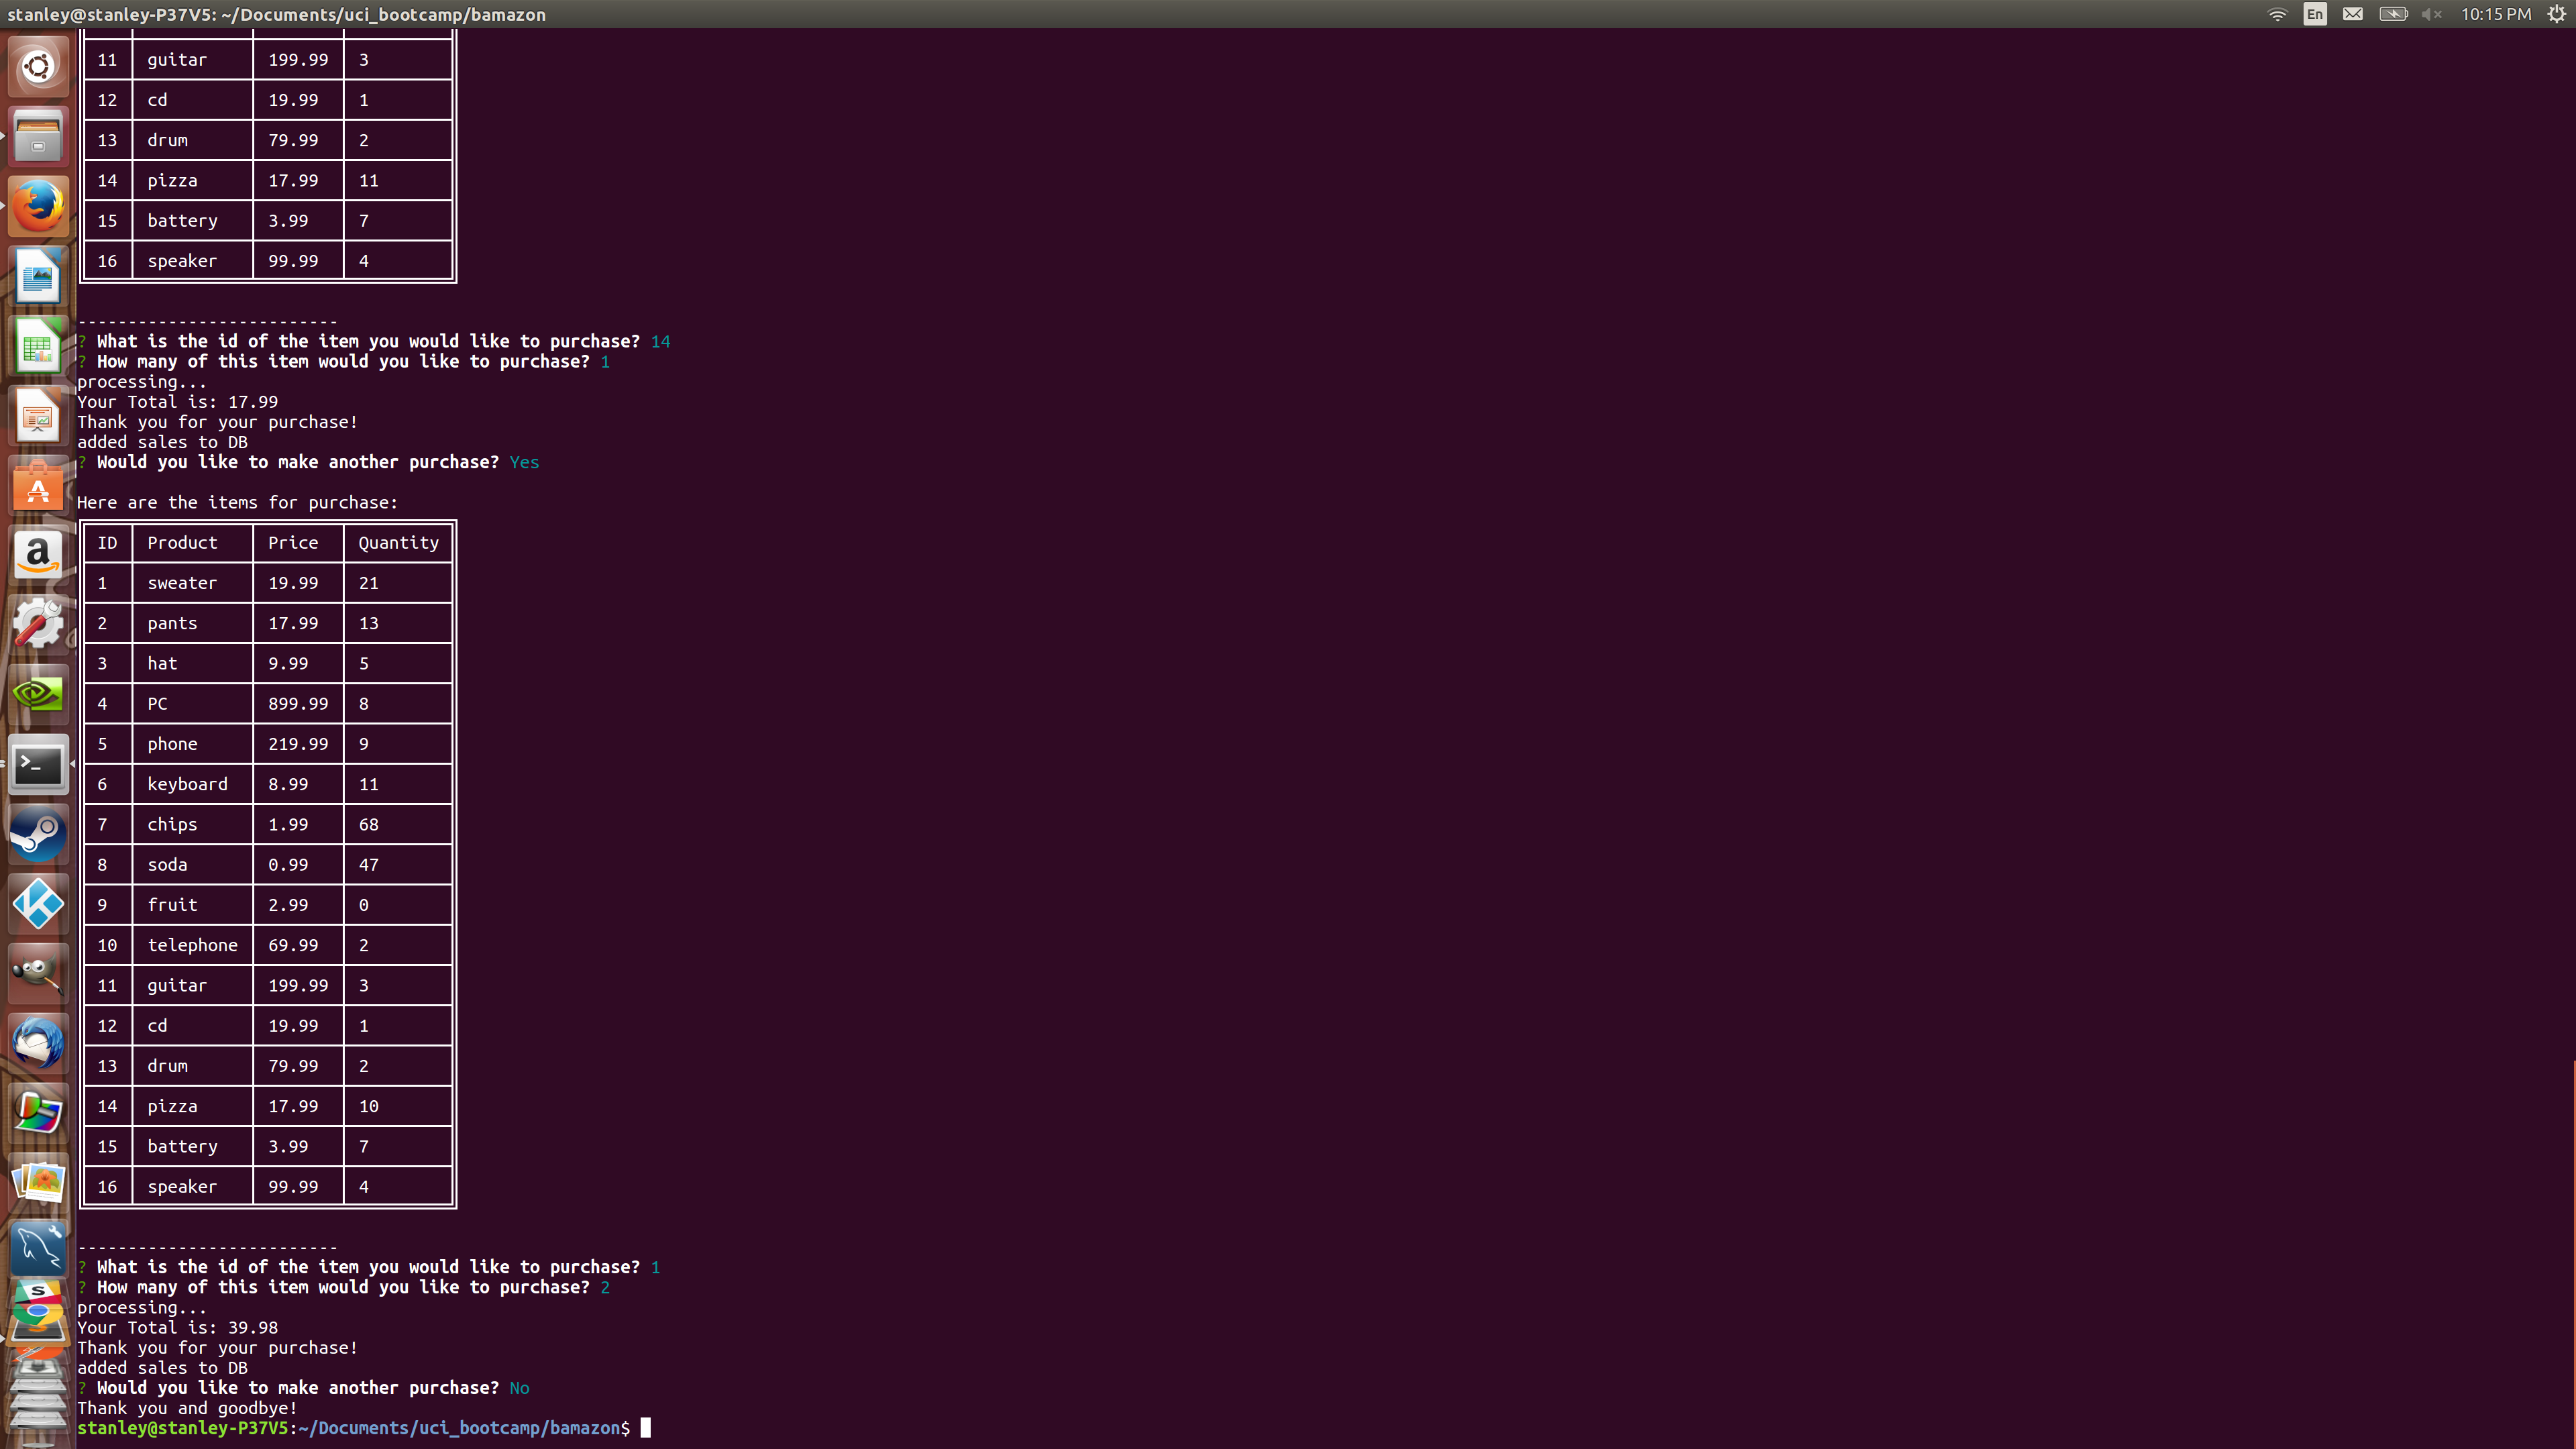 stanley@stanley-P37V5: ~/Documents/uci_bootcamp/bamazon En 10:15 PM
11 guitar 199.99 3
12 cd 19.99 1
13 drum 79.99 2
14 pizza 17.99 11
15 battery 3.99 7
16 speaker 99.99 4
--------------------------
? What is the id of the item you would like to purchase? 14
? How many of this item would you like to purchase? 1
processing...
Your Total is: 17.99
Thank you for your purchase!
added sales to DB
? Would you like to make another purchase? Yes
Here are the items for purchase:
ID Product Price Quantity
1 sweater 19.99 21
2 pants 17.99 13
3 hat 9.99 5
4 PC 899.99 8
5 phone 219.99 9
6 keyboard 8.99 11
7 chips 1.99 68
8 soda 0.99 47
9 fruit 2.99 0
10 telephone 69.99 2
11 guitar 199.99 3
12 cd 19.99 1
13 drum 79.99 2
14 pizza 17.99 10
15 battery 3.99 7
16 speaker 99.99 4
--------------------------
? What is the id of the item you would like to purchase? 1
? How many of this item would you like to purchase? 2
processing...
Your Total is: 39.98
Thank you for your purchase!
added sales to DB
? Would you like to make another purchase? No
Thank you and goodbye!
stanley@stanley-P37V5:~/Documents/uci_bootcamp/bamazon$